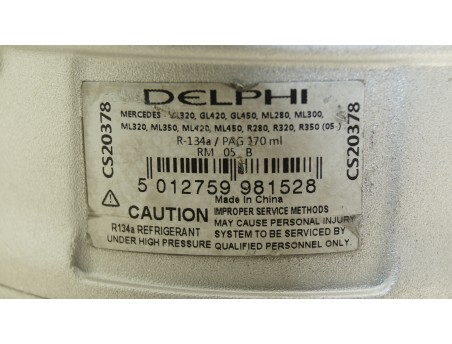 DELPHI
MERCEDES ML320, GL420, GL450, ML280, ML300,
ML320, ML350, ML420, ML450, R280, R320, R350 (05-)
R-134a / PAG 170 ml
RM 05 B
CS20378
CS20378
5 012759 981528
Made in China
CAUTION
R134a REFRIGERANT
UNDER HIGH PRESSURE
IMPROPER SERVICE METHODS
MAY CAUSE PERSONAL INJURY
SYSTEM TO BE SERVICED BY
QUALIFIED PERSONNEL ONLY.